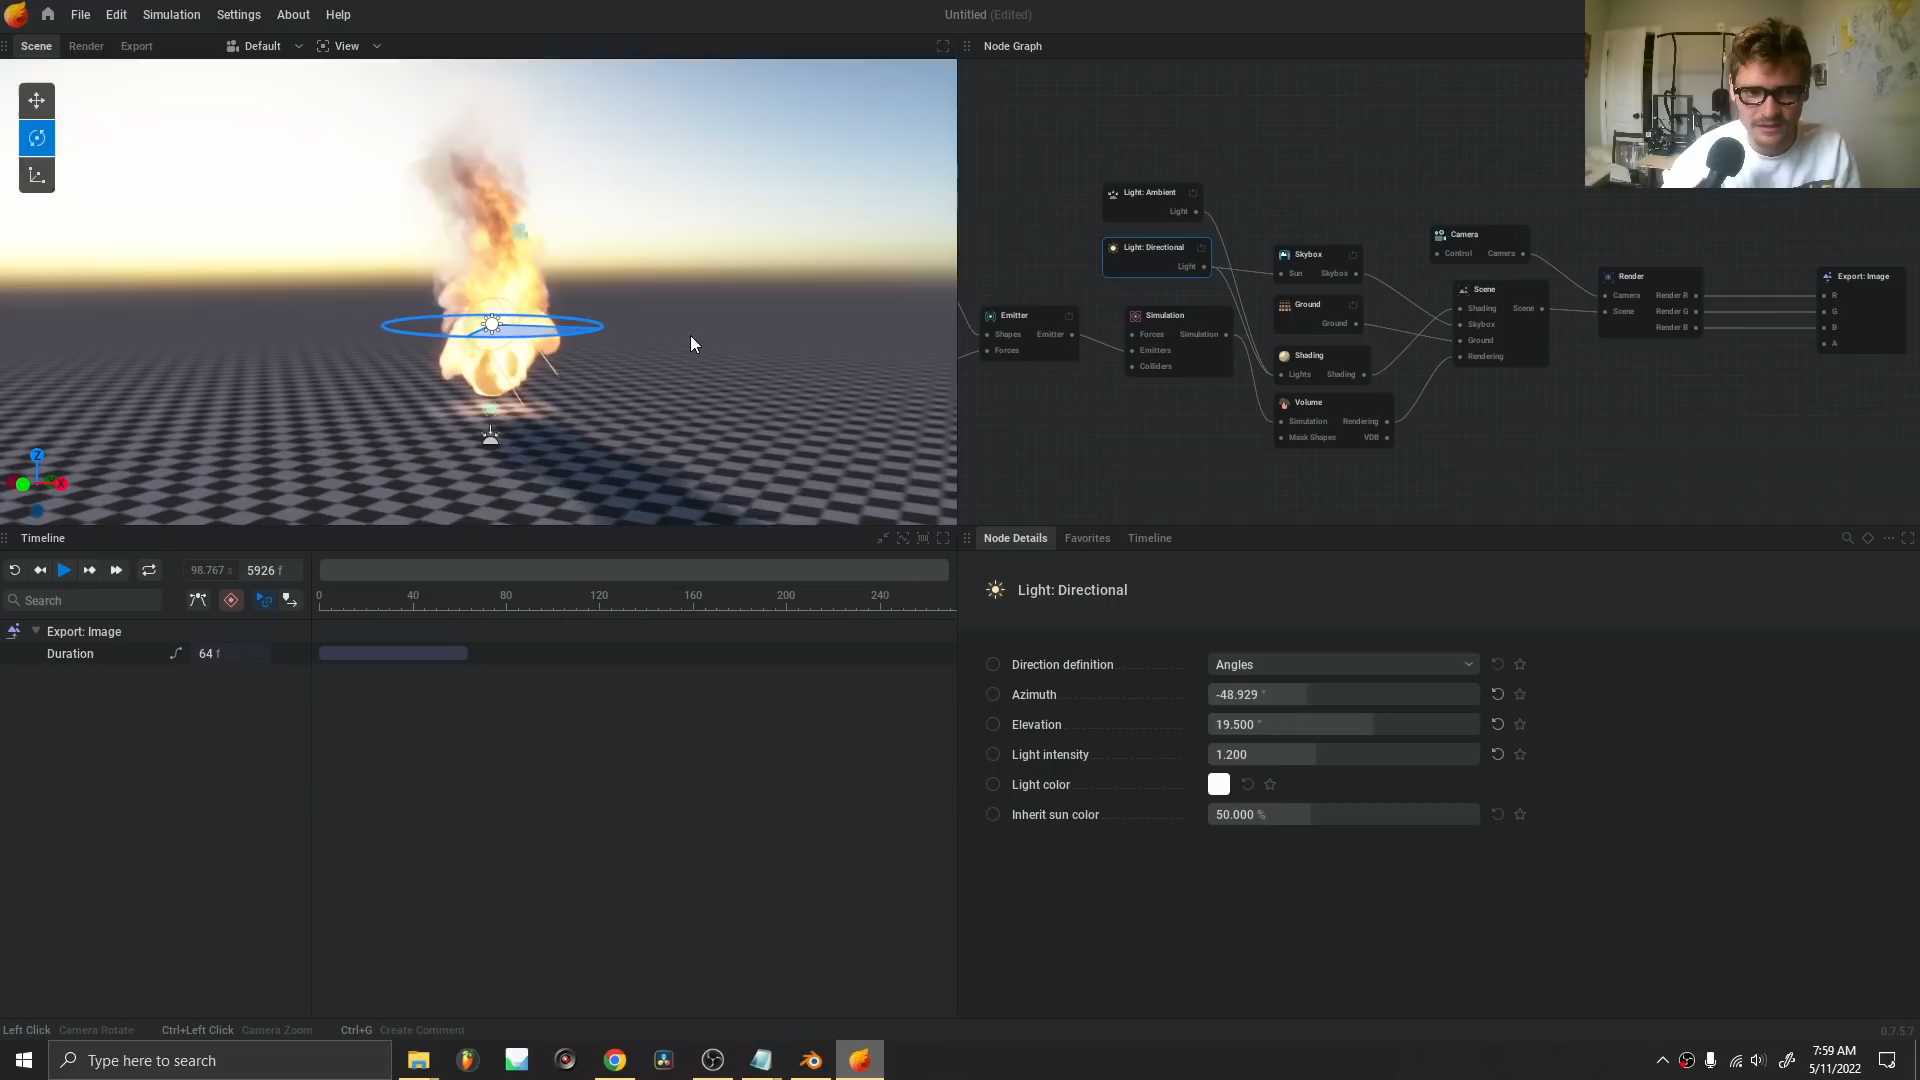 File Edit Simulation Settings About Help
Untitled (Edited)
Scene Render Export
Default
View
Node Graph
Z
X
Light: Ambient
Light
Light: Directional
Light
Emitter
Shapes Emitter
Forces
Simulation
Forces Simulation
Emitters
Colliders
Skybox
Sun Skybox
Ground
Ground
Shading
Lights Shading
Volume
Simulation Rendering
Mask Shapes VDB
Camera
Control Camera
Scene
Shading Scene
Skybox
Ground
Rendering
Render
Camera Render R
Scene Render G
Render B
Export: Image
R
G
B
A
Timeline
98.767 s 5926 f
Search
0 40 80 120 160 200 240
Export: Image
Duration 64 f
Node Details Favorites Timeline
Light: Directional
Direction definition Angles
Azimuth -48.929 °
Elevation 19.500 °
Light intensity 1.200
Light color
Inherit sun color 50.000 %
Left Click Camera Rotate Ctrl+Left Click Camera Zoom Ctrl+G Create Comment
0.7.5.7
Type here to search
7:59 AM
5/11/2022